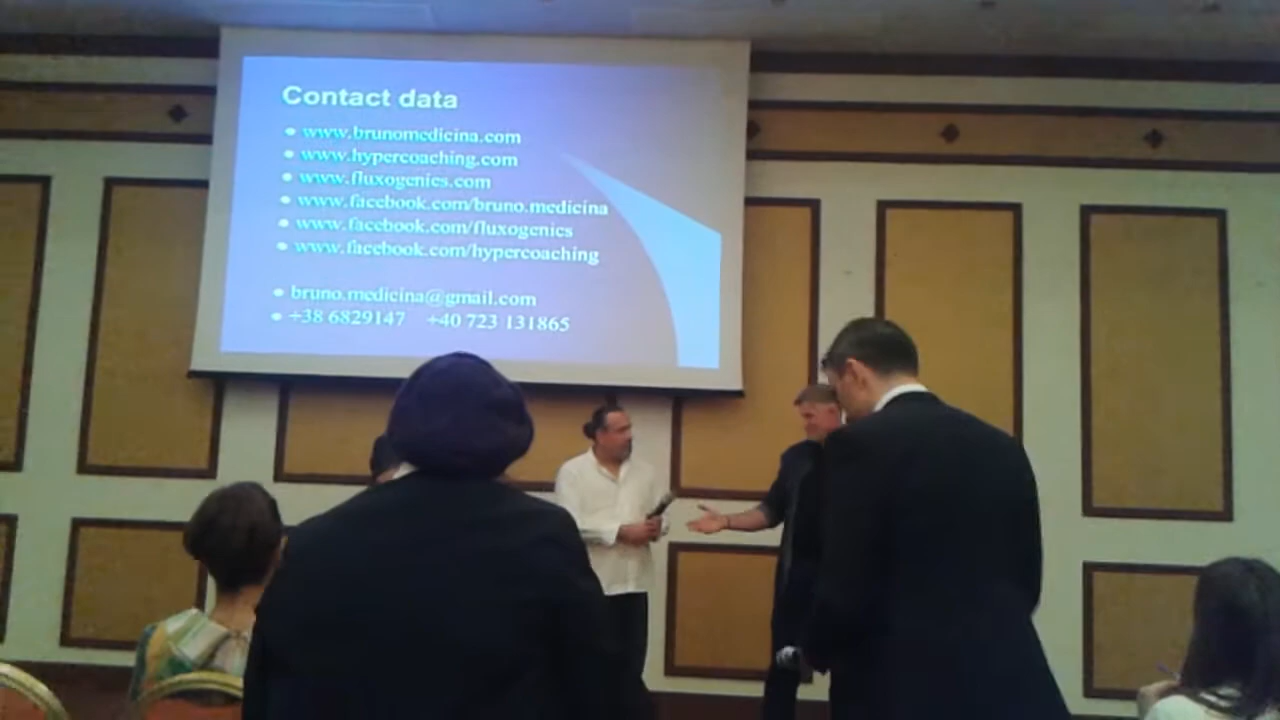 Contact data
www.brunomedicina.com
www.hypercoaching.com
www.fluxogenics.com
www.facebook.com/bruno.medicina
www.facebook.com/fluxogenics
www.facebook.com/hypercoaching
bruno.medicina@gmail.com
+38 6829147 +40 723 131865